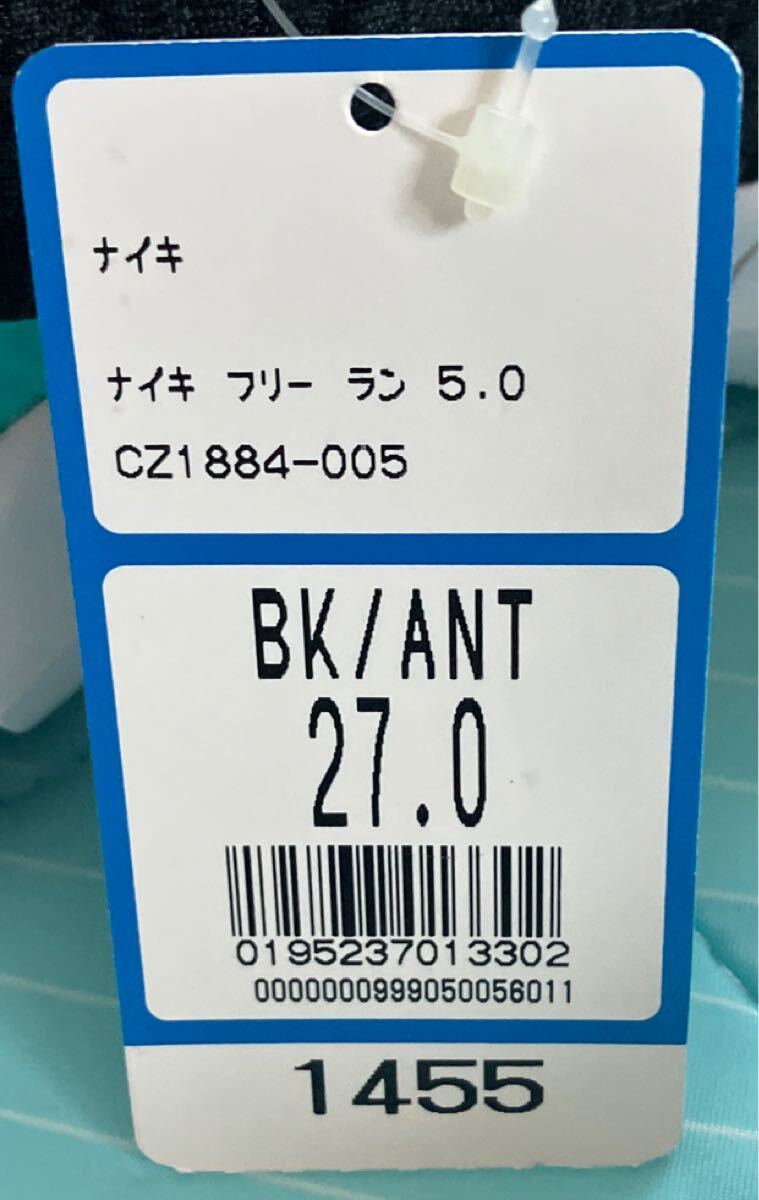 ナイキ
ナイキ フリー ラン 5.0
CZ1884-005
BK/ANT
27.0
0195237013302
0000000999050056011
1455